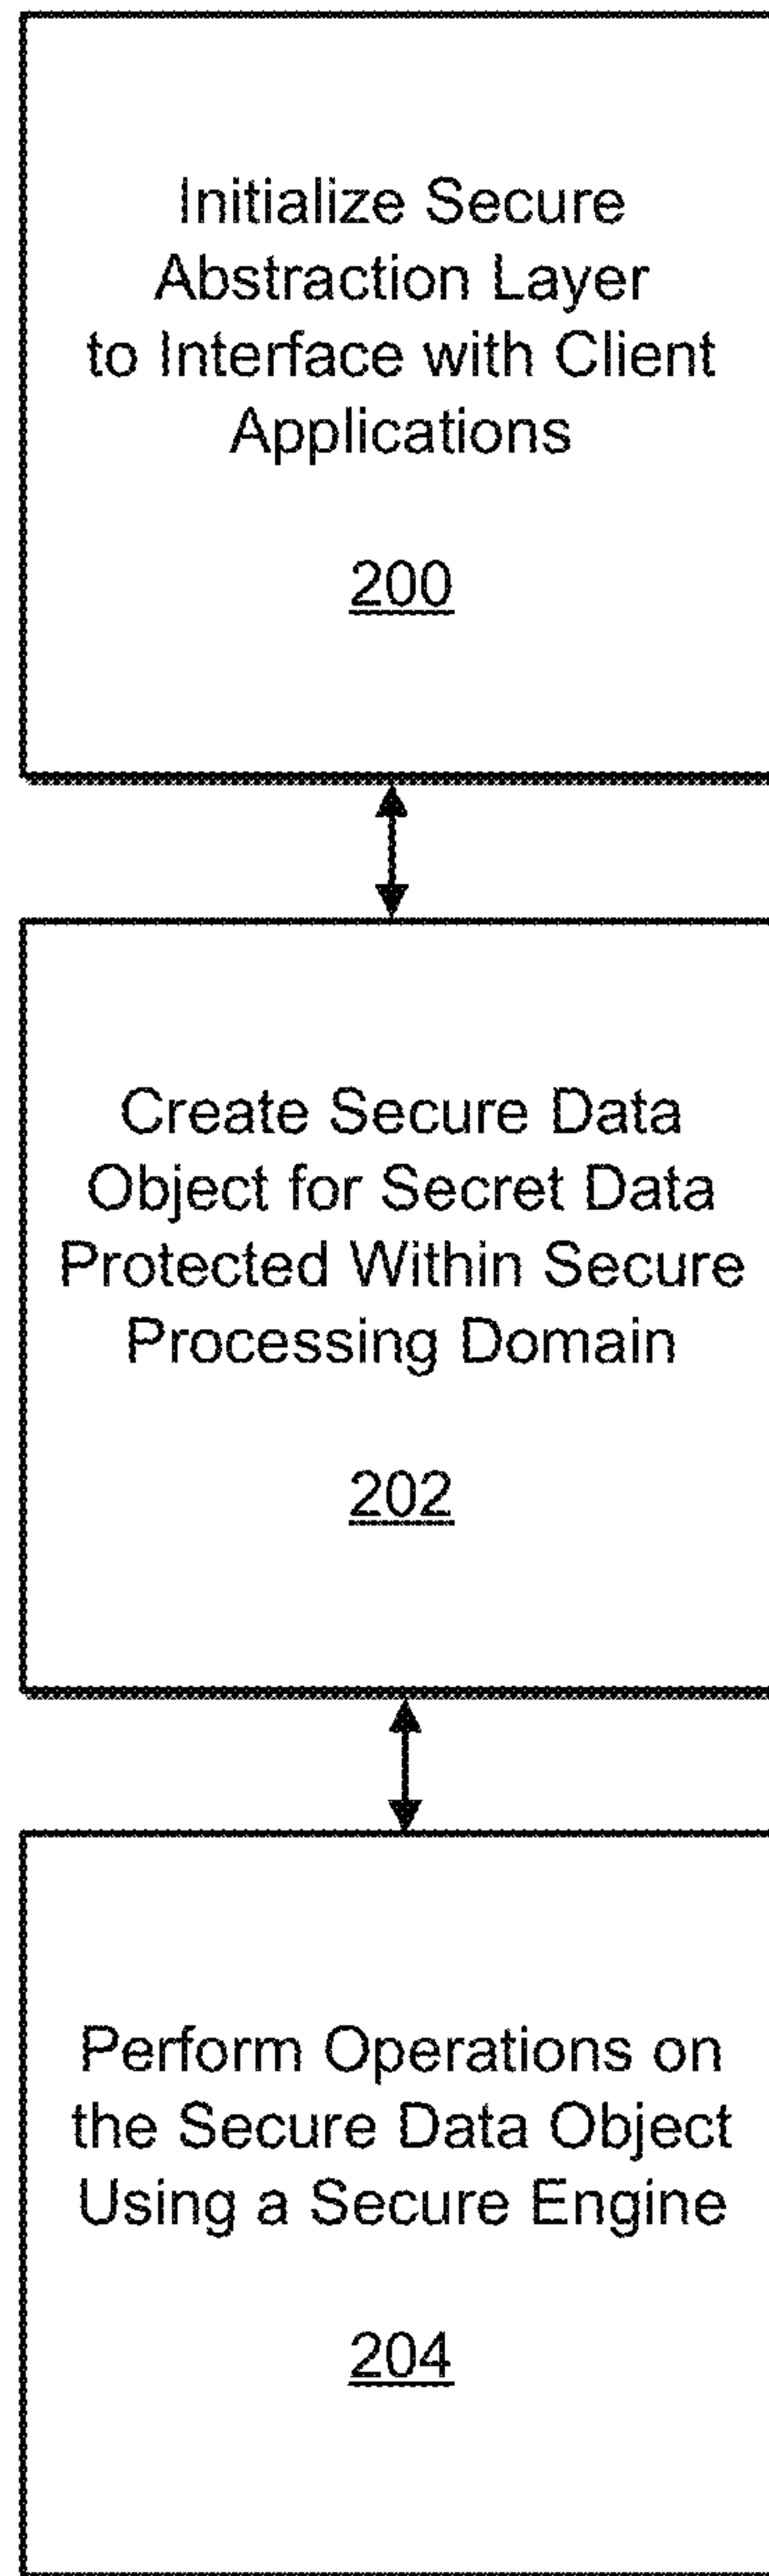 Initialize Secure
Abstraction Layer
to Interface with Client
Applications
200
Create Secure Data
Object for Secret Data
Protected Within Secure
Processing Domain
202
Perform Operations on
the Secure Data Object
Using a Secure Engine
204